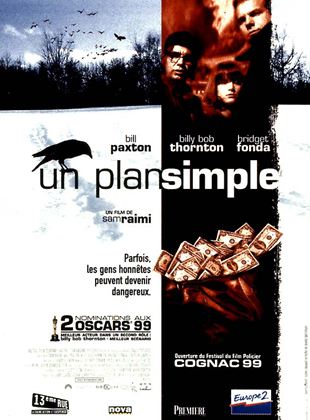 bill paxton
billy bob thornton
bridget fonda
un plan simple
UN FILM DE
sam raimi
Parfois,
les gens honnêtes
peuvent devenir
dangereux.
2 NOMINATIONS AUX
OSCARS '99
MEILLEUR ACTEUR DANS UN SECOND RÔLE :
billy bob thornton - MEILLEUR SCENARIO
Ouverture du Festival du Film Policier
COGNAC 99
13ème RUE
nova
PREMIERE
Europe 2